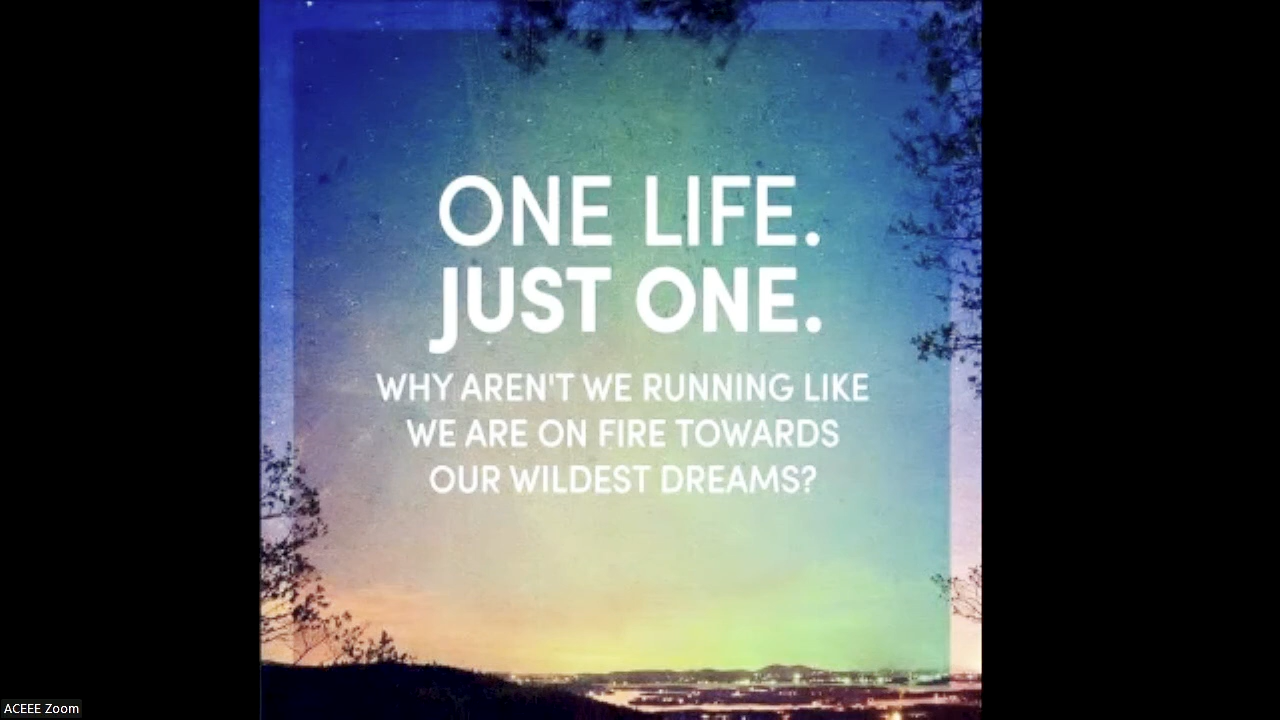 ONE LIFE.
JUST ONE.
WHY AREN'T WE RUNNING LIKE
WE ARE ON FIRE TOWARDS
OUR WILDEST DREAMS?
ACEEE Zoom